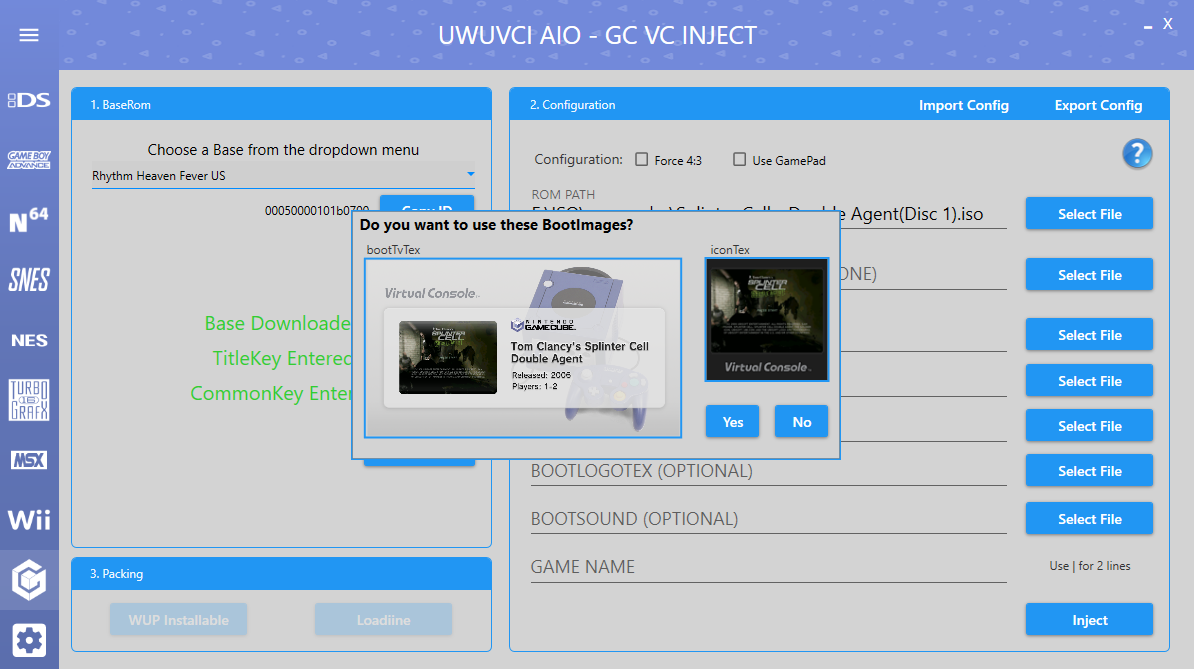 UWUVCI AIO - GC VC INJECT
X
DS
GAME BOY
ADVANCE
N64
SNES
NES
TURBO
16
GRAFX
MSX
Wii
1. BaseRom
Choose a Base from the dropdown menu
Rhythm Heaven Fever US
00050000101b0700
Copy ID
Base Downloade
TitleKey Entered
CommonKey Enter
3. Packing
WUP Installable
Loadiine
2. Configuration
Import Config
Export Config
Configuration:
Force 4:3
Use GamePad
?
ROM PATH
Agent(Disc 1).iso
Select File
ONE)
Select File
Select File
Select File
Select File
BOOTLOGOTEX (OPTIONAL)
Select File
BOOTSOUND (OPTIONAL)
Select File
GAME NAME
Use | for 2 lines
Inject
Do you want to use these BootImages?
bootTvTex
Virtual Console
SPLINTER
CELL
NINTENDO
GAMECUBE
Tom Clancy's Splinter Cell
Double Agent
Released: 2006
Players: 1-2
iconTex
SPLINTER
CELL
Virtual Console
Yes
No